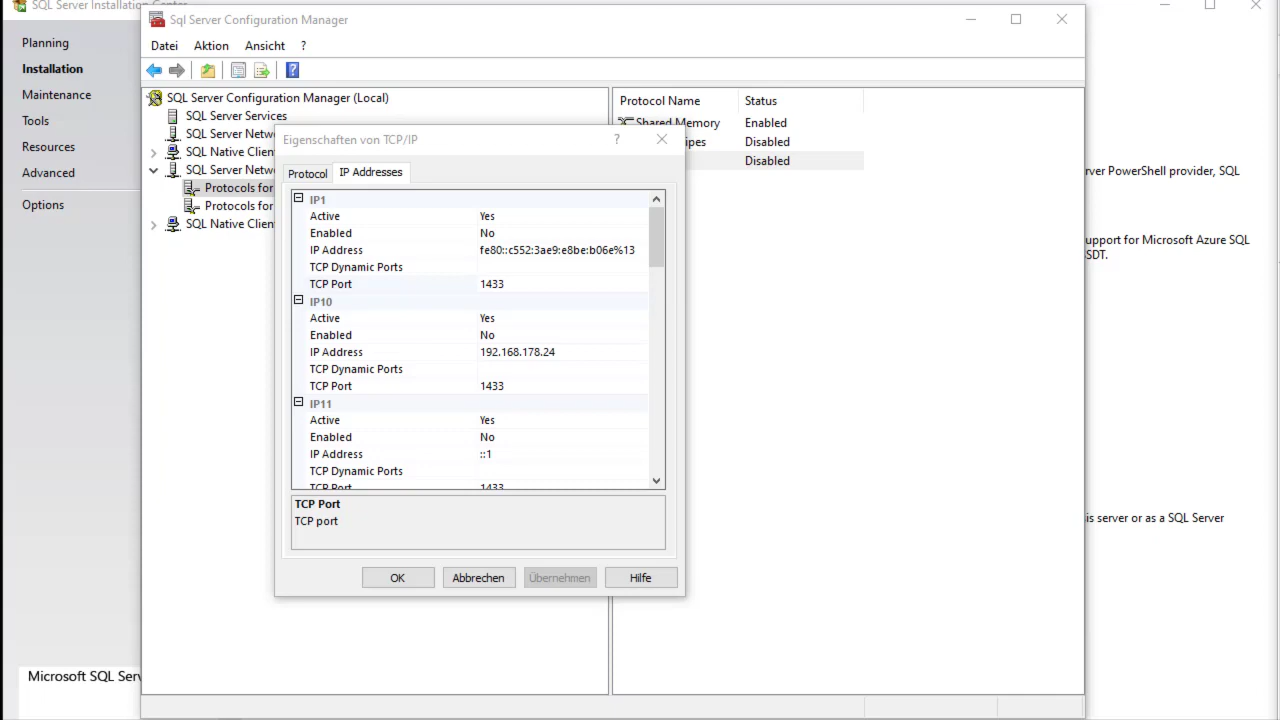 SQL Server Installation Center
Sql Server Configuration Manager
Datei Aktion Ansicht ?
Planning
Installation
Maintenance
Tools
Resources
Advanced
Options
Microsoft SQL Serv
SQL Server Configuration Manager (Local)
SQL Server Services
SQL Server Netw
SQL Native Clien
SQL Server Netw
Protocols for
Protocols for
SQL Native Clien
Protocol Name Status
Shared Memory Enabled
ipes Disabled
Disabled
Eigenschaften von TCP/IP ?
Protocol IP Addresses
IP1
Active Yes
Enabled No
IP Address fe80::c552:3ae9:e8be:b06e%13
TCP Dynamic Ports
TCP Port 1433
IP10
Active Yes
Enabled No
IP Address 192.168.178.24
TCP Dynamic Ports
TCP Port 1433
IP11
Active Yes
Enabled No
IP Address ::1
TCP Dynamic Ports
TCP Port 1433
TCP Port
TCP port
OK Abbrechen Übernehmen Hilfe
rver PowerShell provider, SQL
upport for Microsoft Azure SQL
SDT.
is server or as a SQL Server